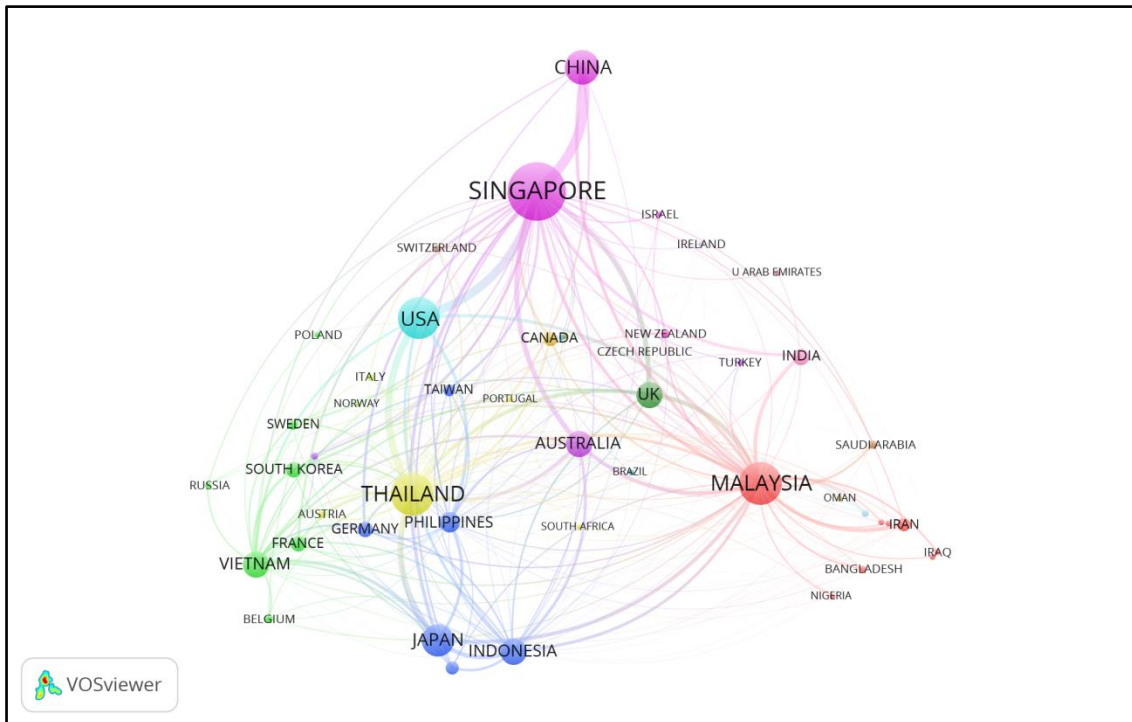 CHINA
SINGAPORE
ISRAEL
SWITZERLAND
IRELAND
U ARAB EMIRATES
USA
POLAND
CANADA
NEW ZEALAND
CZECH REPUBLIC
TURKEY
INDIA
ITALY
TAIWAN
NORWAY
PORTUGAL
UK
SWEDEN
AUSTRALIA
SAUDI ARABIA
SOUTH KOREA
BRAZIL
RUSSIA
THAILAND
MALAYSIA
OMAN
AUSTRIA
GERMANY
PHILIPPINES
SOUTH AFRICA
IRAN
FRANCE
IRAQ
VIETNAM
BANGLADESH
NIGERIA
BELGIUM
JAPAN
INDONESIA
VOSviewer